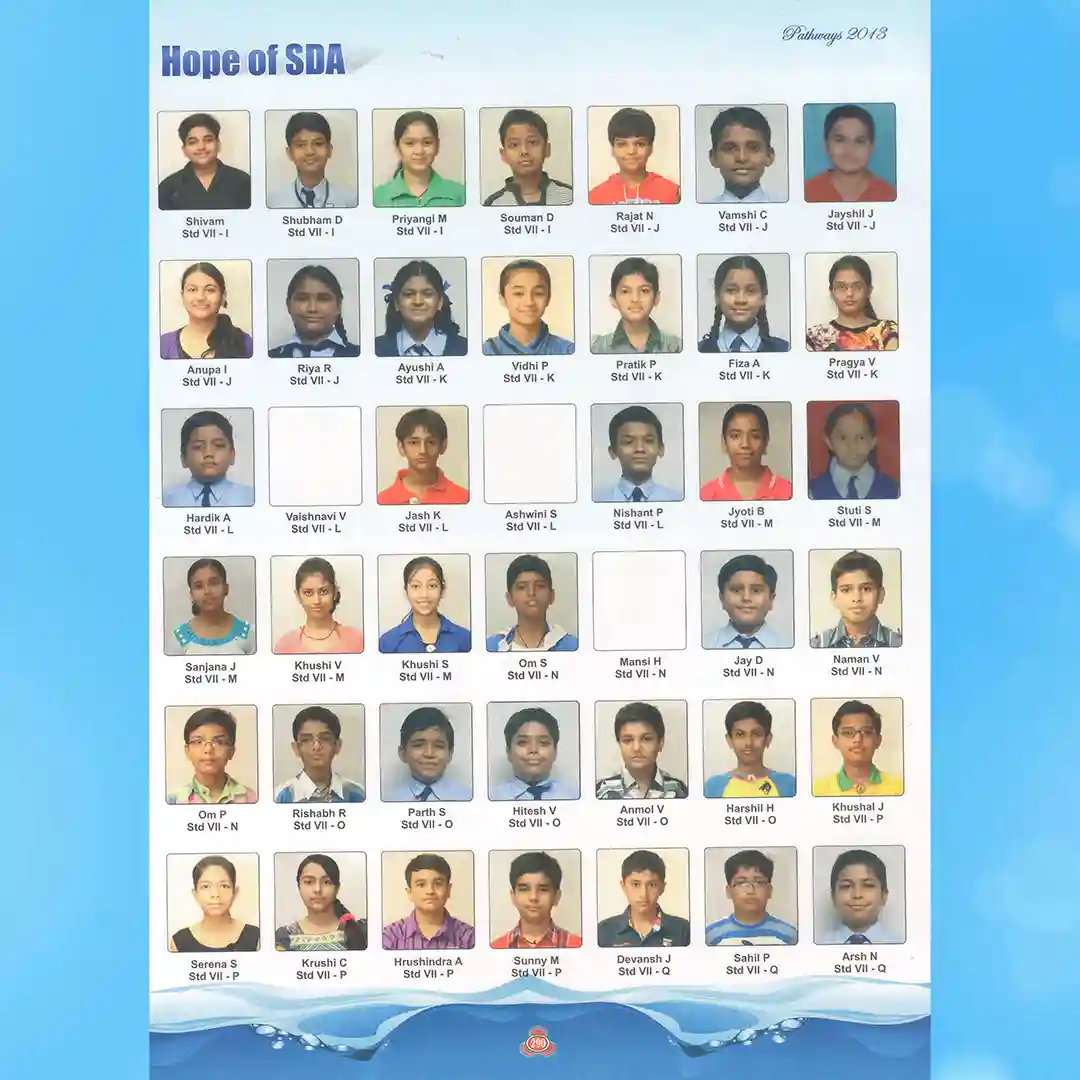 Pathways 2013
Hope of SDA
Shivam
Std VII - I
Shubham D
Std VII - I
Priyangi M
Std VII - I
Souman D
Std VII - I
Rajat N
Std VII - J
Vamshi C
Std VII - J
Jayshil J
Std VII - J
Anupa I
Std VII - J
Riya R
Std VII - J
Ayushi A
Std VII - K
Vidhi P
Std VII - K
Pratik P
Std VII - K
Fiza A
Std VII - K
Pragya V
Std VII - K
Hardik A
Std VII - L
Vaishnavi V
Std VII - L
Jash K
Std VII - L
Ashwini S
Std VII - L
Nishant P
Std VII - L
Jyoti B
Std VII - M
Stuti S
Std VII - M
Sanjana J
Std VII - M
Khushi V
Std VII - M
Khushi S
Std VII - M
Om S
Std VII - N
Mansi H
Std VII - N
Jay D
Std VII - N
Naman V
Std VII - N
Om P
Std VII - N
Rishabh R
Std VII - O
Parth S
Std VII - O
Hitesh V
Std VII - O
Anmol V
Std VII - O
Harshil H
Std VII - O
Khushal J
Std VII - P
Serena S
Std VII - P
Krushi C
Std VII - P
Hrushindra A
Std VII - P
Sunny M
Std VII - P
Devansh J
Std VII - Q
Sahil P
Std VII - Q
Arsh N
Std VII - Q
290